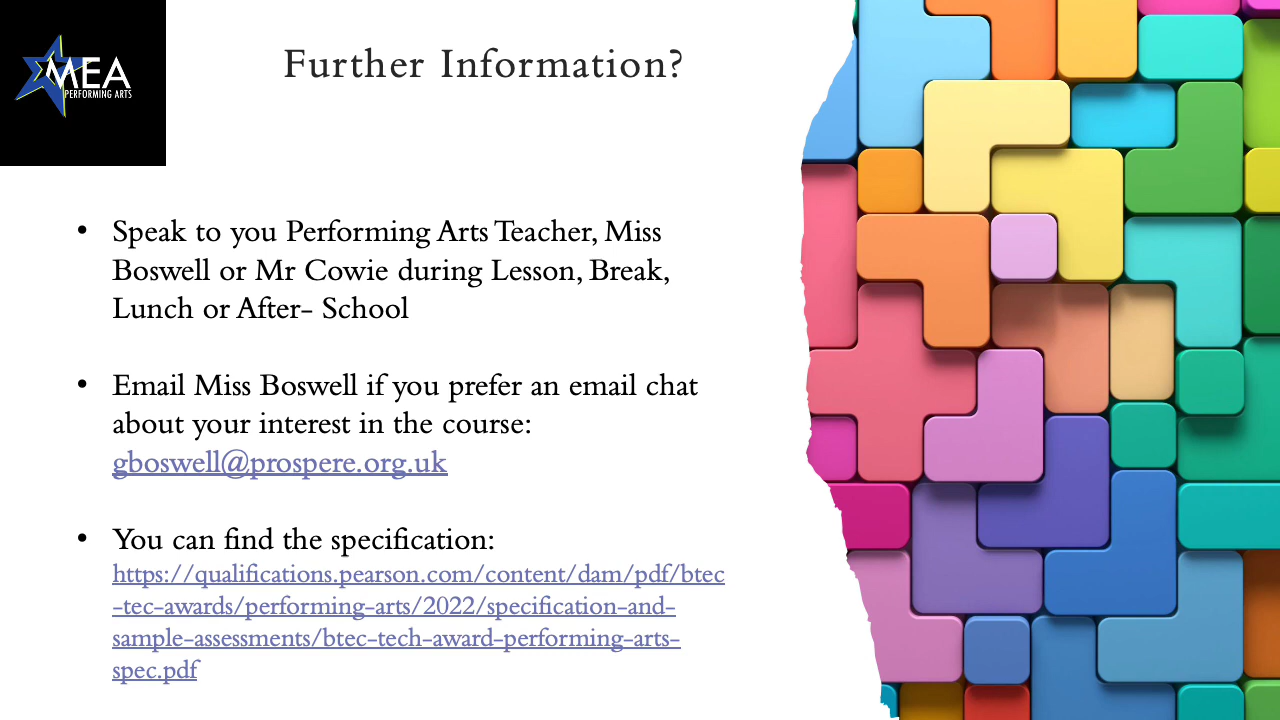 MEA
PERFORMING ARTS
Further Information?
• Speak to you Performing Arts Teacher, Miss
Boswell or Mr Cowie during Lesson, Break,
Lunch or After- School
• Email Miss Boswell if you prefer an email chat
about your interest in the course:
gboswell@prospere.org.uk
• You can find the specification:
https://qualifications.pearson.com/content/dam/pdf/btec
-tec-awards/performing-arts/2022/specification-and-
sample-assessments/btec-tech-award-performing-arts-
spec.pdf